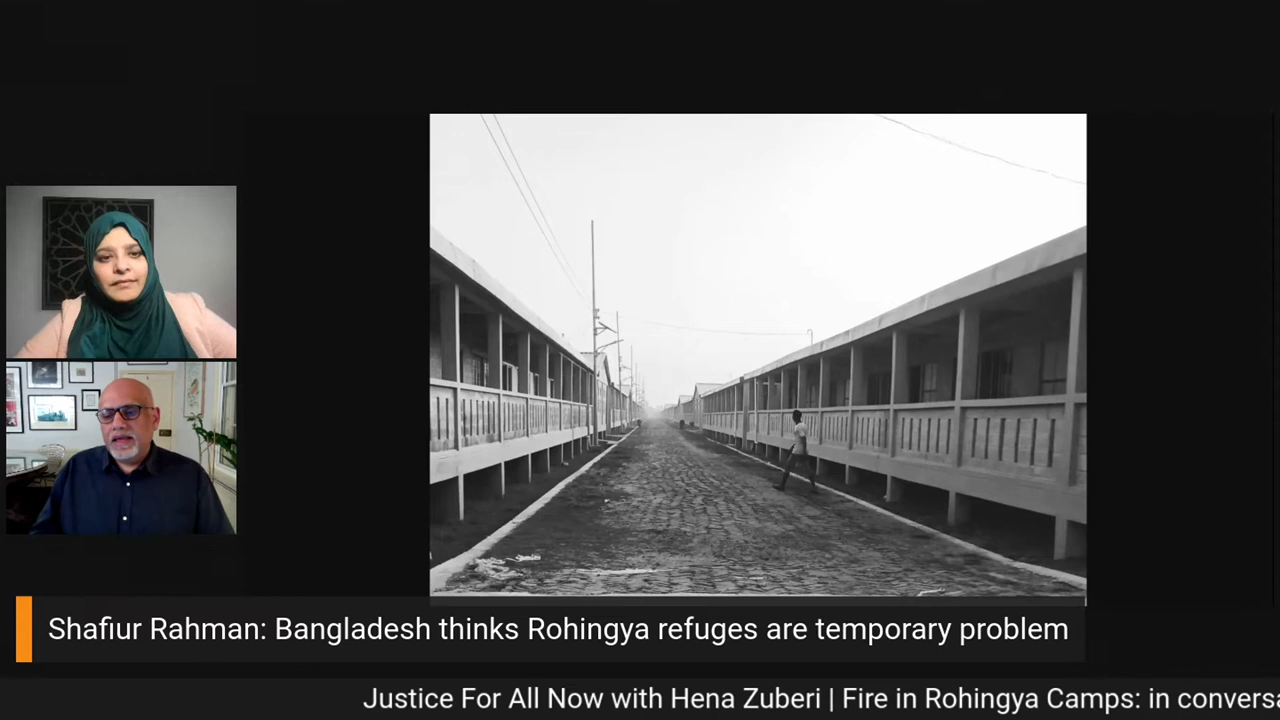 Shafiur Rahman: Bangladesh thinks Rohingya refuges are temporary problem
Justice For All Now with Hena Zuberi | Fire in Rohingya Camps: in conversa